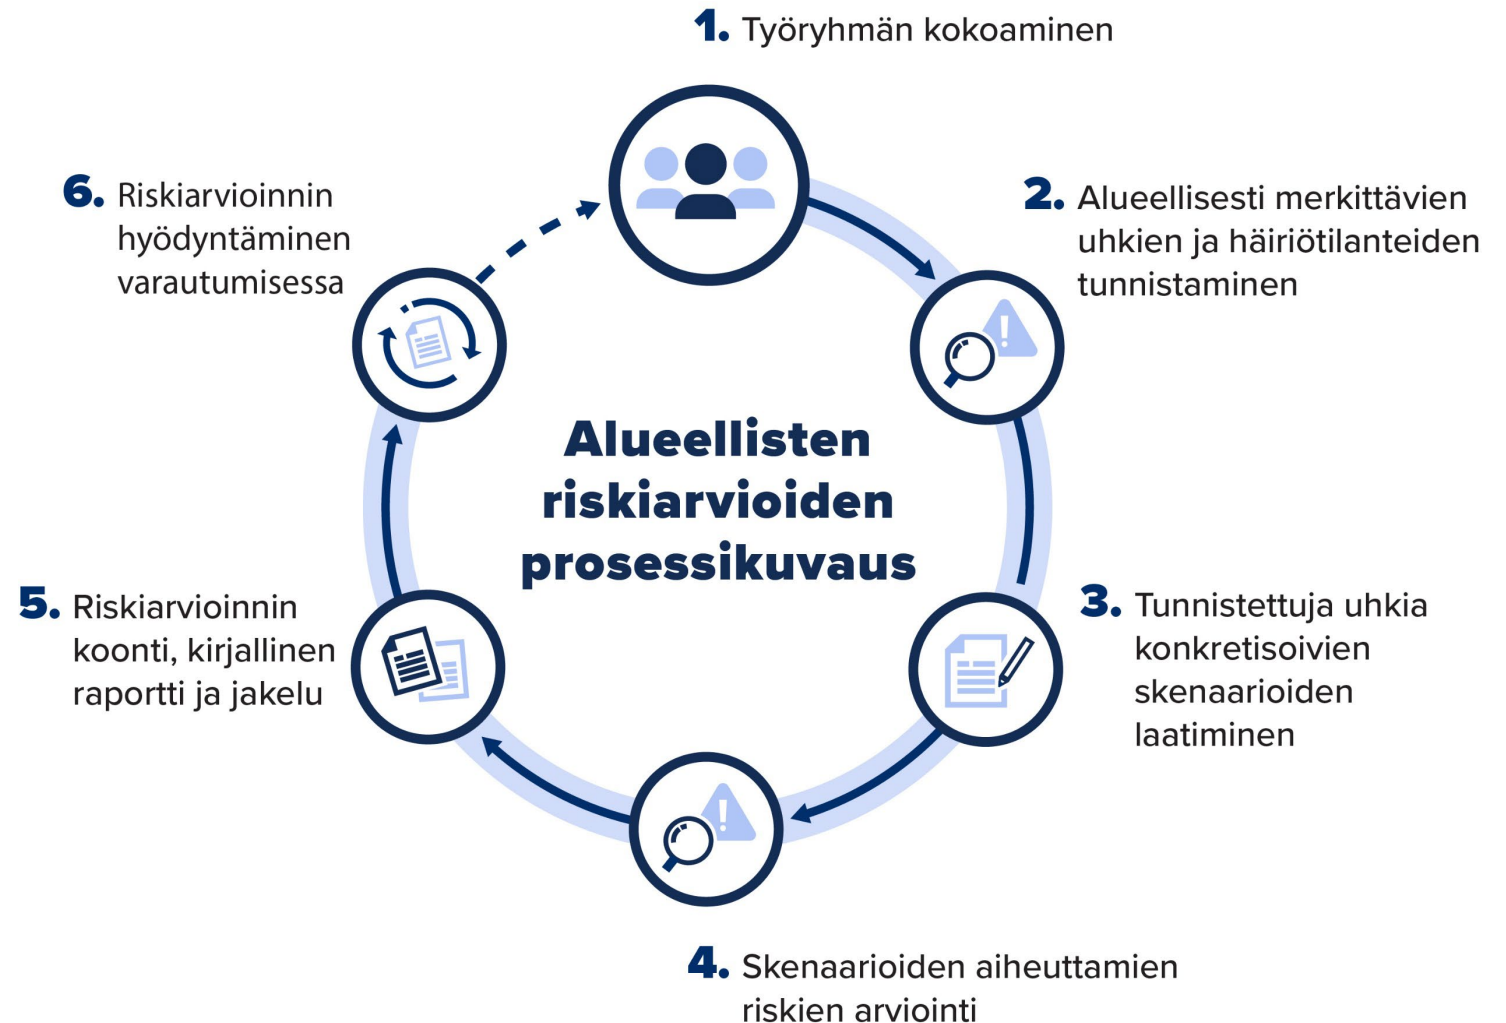 1. Työryhmän kokoaminen
2. Alueellisesti merkittävien
uhkien ja häiriötilanteiden
tunnistaminen
3. Tunnistettuja uhkia
konkretisoivien
skenaarioiden
laatiminen
4. Skenaarioiden aiheuttamien
riskien arviointi
5. Riskiarvioinnin
koonti, kirjallinen
raportti ja jakelu
6. Riskiarvioinnin
hyödyntäminen
varautumisessa
Alueellisten
riskiarvioiden
prosessikuvaus